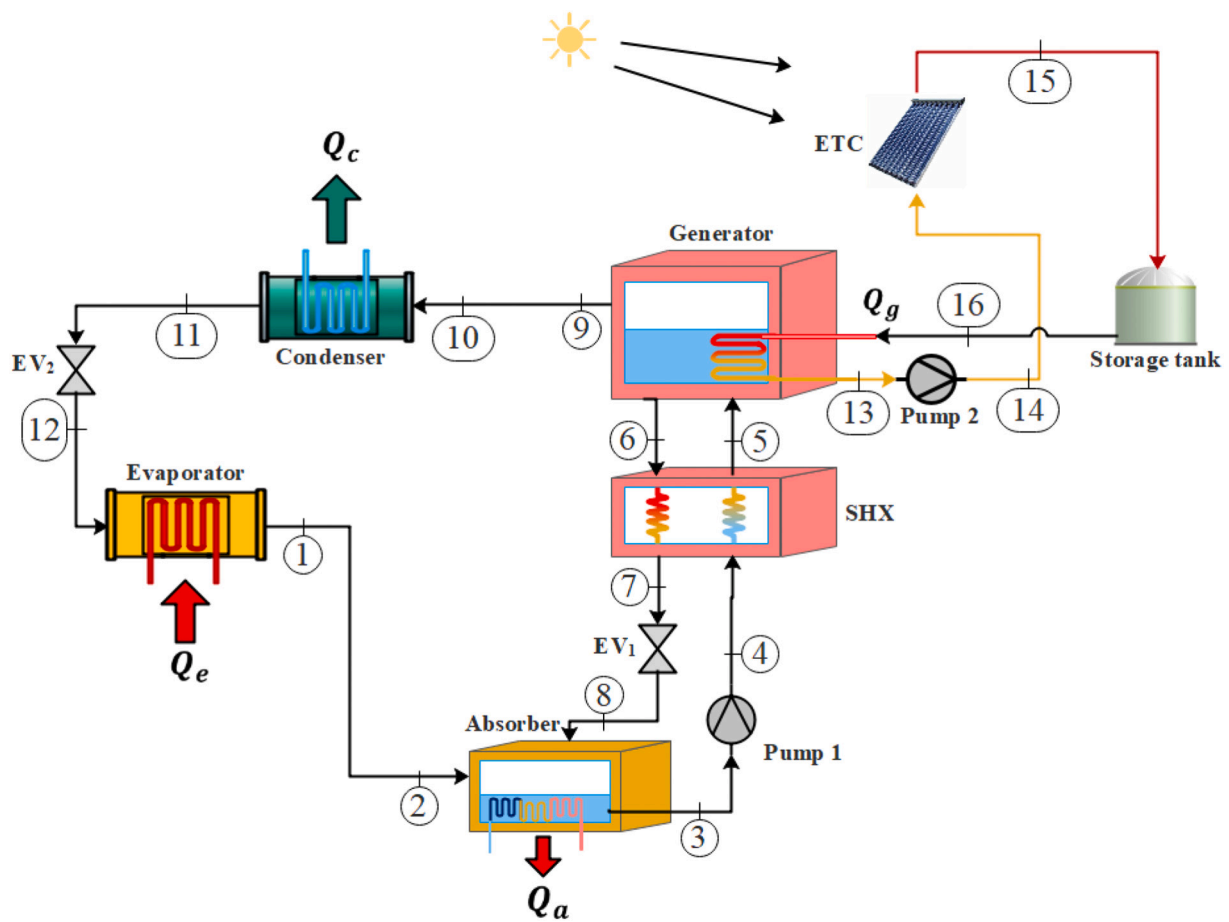 15
ETC
Q_c
Generator
Q_g
16
11
10
9
Condenser
Storage tank
EV₂
13
Pump 2
14
12
6
5
Evaporator
SHX
1
7
EV₁
4
Q_e
8
Absorber
Pump 1
2
3
Q_a